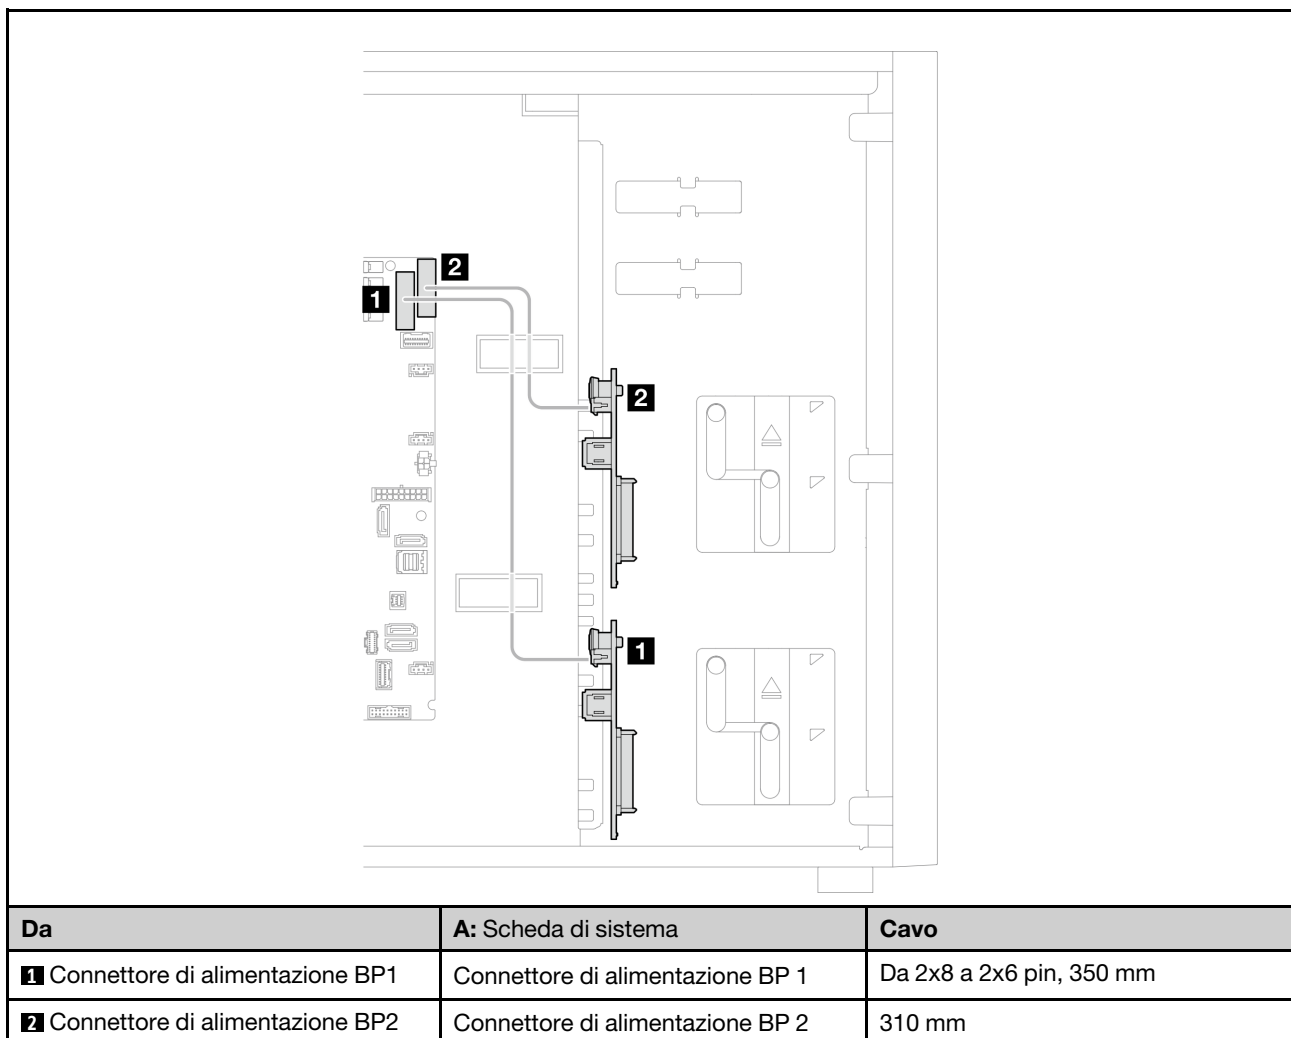 2
1
2
1
Da A: Scheda di sistema Cavo
1 Connettore di alimentazione BP1 Connettore di alimentazione BP 1 Da 2x8 a 2x6 pin, 350 mm
2 Connettore di alimentazione BP2 Connettore di alimentazione BP 2 310 mm